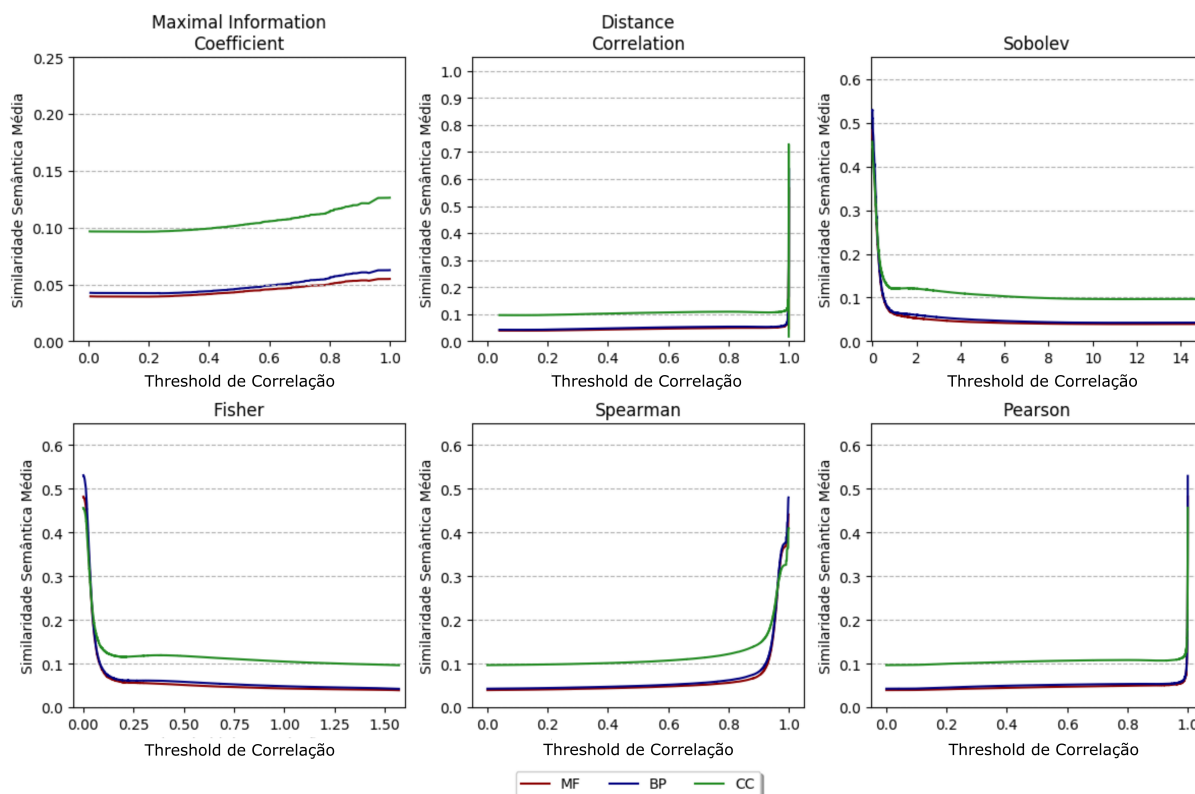 Maximal Information
Coefficient
Similaridade Semântica Média
0.25
0.20
0.15
0.10
0.05
0.00
0.0 0.2 0.4 0.6 0.8 1.0
Threshold de Correlação
Distance
Correlation
Similaridade Semântica Média
1.0
0.9
0.8
0.7
0.6
0.5
0.4
0.3
0.2
0.1
0.0
0.0 0.2 0.4 0.6 0.8 1.0
Threshold de Correlação
Sobolev
Similaridade Semântica Média
0.6
0.5
0.4
0.3
0.2
0.1
0.0
0 2 4 6 8 10 12 14
Threshold de Correlação
Fisher
Similaridade Semântica Média
0.6
0.5
0.4
0.3
0.2
0.1
0.0
0.00 0.25 0.50 0.75 1.00 1.25 1.50
Threshold de Correlação
Spearman
Similaridade Semântica Média
0.6
0.5
0.4
0.3
0.2
0.1
0.0
0.0 0.2 0.4 0.6 0.8 1.0
Threshold de Correlação
Pearson
Similaridade Semântica Média
0.6
0.5
0.4
0.3
0.2
0.1
0.0
0.0 0.2 0.4 0.6 0.8 1.0
Threshold de Correlação
MF BP CC